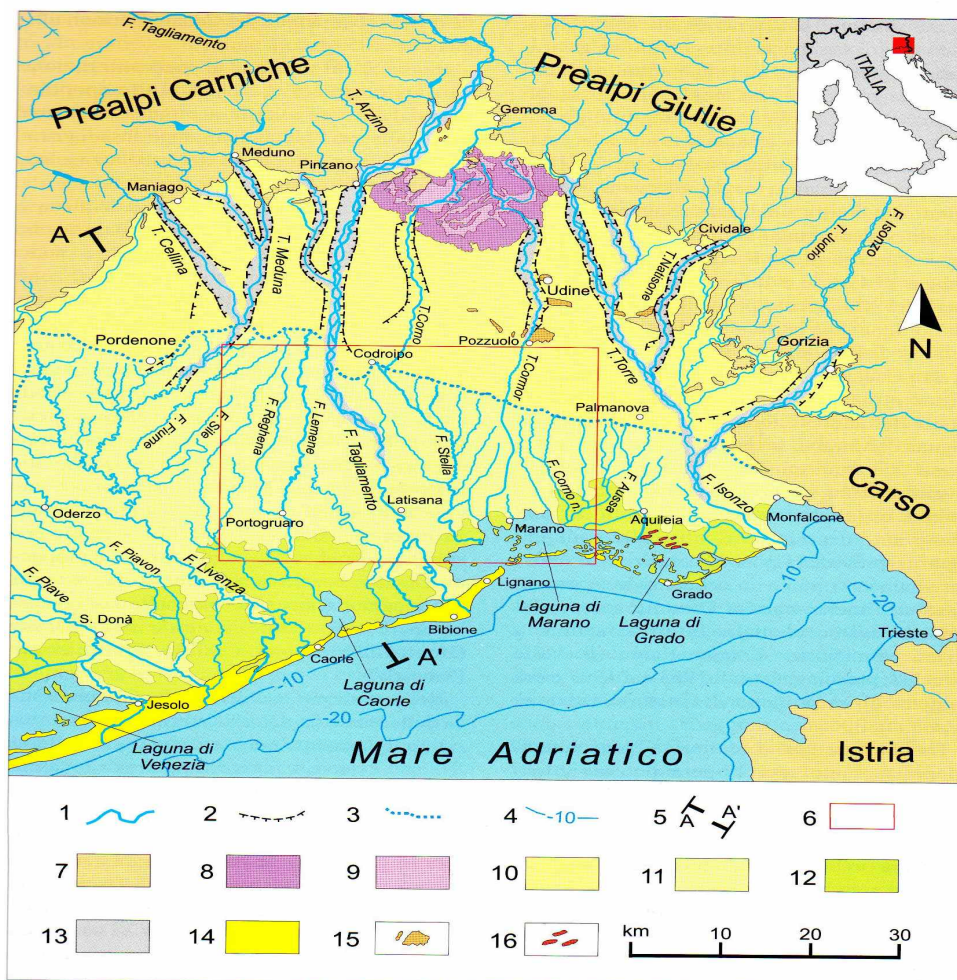 F. Tagliamento
Prealpi Carniche
Prealpi Giulie
ITALIA
T. Arzino
Gemona
Meduno
Pinzano
Maniago
A
T. Cellina
T. Meduna
Cividale
T. Natisone
T. Judrio
F. Isonzo
Udine
N
Pordenone
T. Corno
Codroipo
Pozzuolo
T. Cormor
T. Torre
Gorizia
Palmanova
F. Fiume
F. Sile
F. Reghena
F. Lemene
F. Tagliamento
F. Stella
F. Corno n.
F. Aussa
F. Isonzo
Carso
Oderzo
Portogruaro
Latisana
Marano
Aquileia
Monfalcone
F. Piavon
F. Livenza
F. Piave
Lignano
Grado
-10
-20
S. Donà
Laguna di
Marano
Laguna di
Grado
Trieste
Bibione
Caorle
A'
-10
Laguna di
Caorle
Jesolo
-20
Laguna di
Venezia
Mare Adriatico
Istria
1 2 3 4 -10 5 A A' 6
7 8 9 10 11 12
13 14 15 16 km 10 20 30